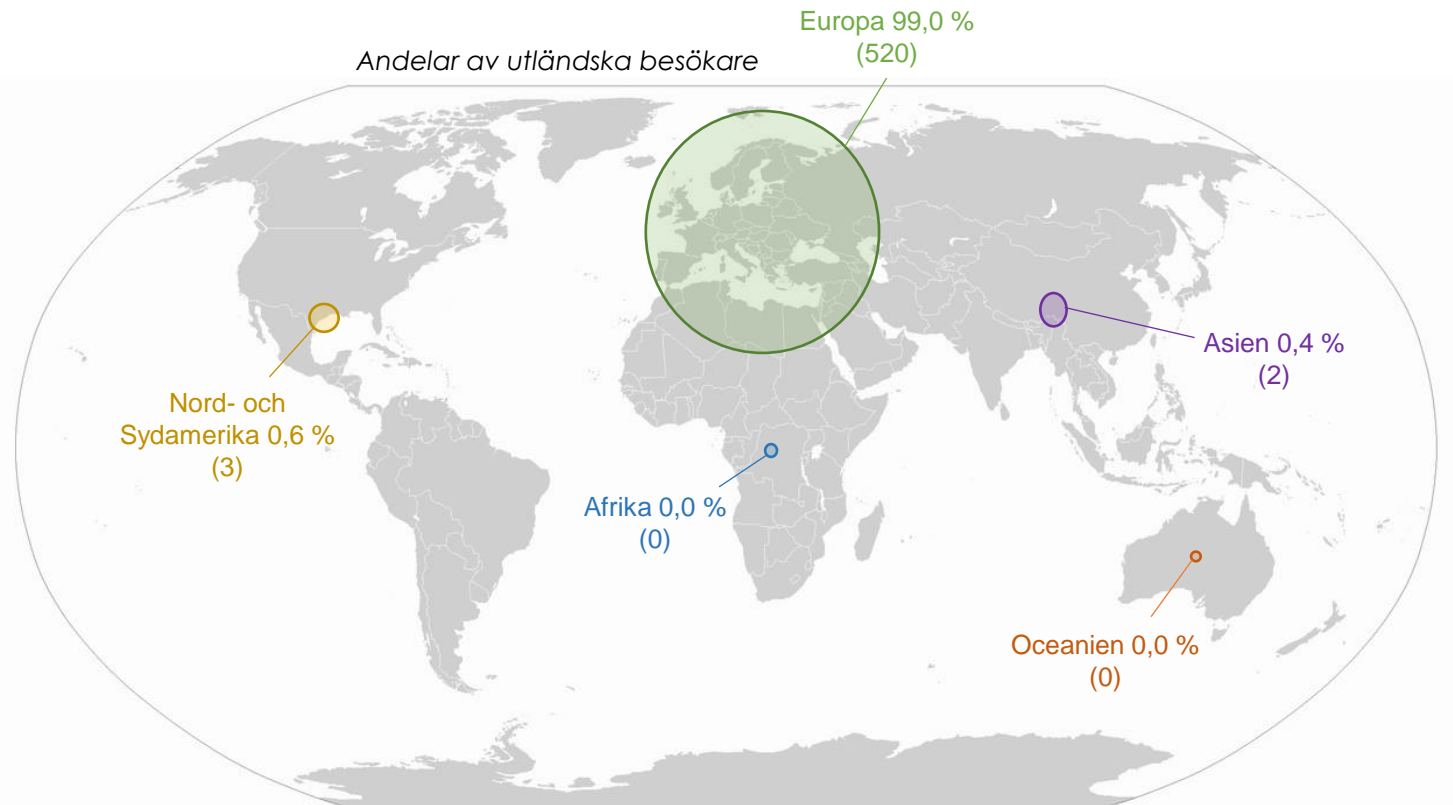 Europa 99,0 %
(520)
Andelar av utländska besökare
Asien 0,4 %
(2)
Nord- och
Sydamerika 0,6 %
(3)
Afrika 0,0 %
(0)
Oceanien 0,0 %
(0)